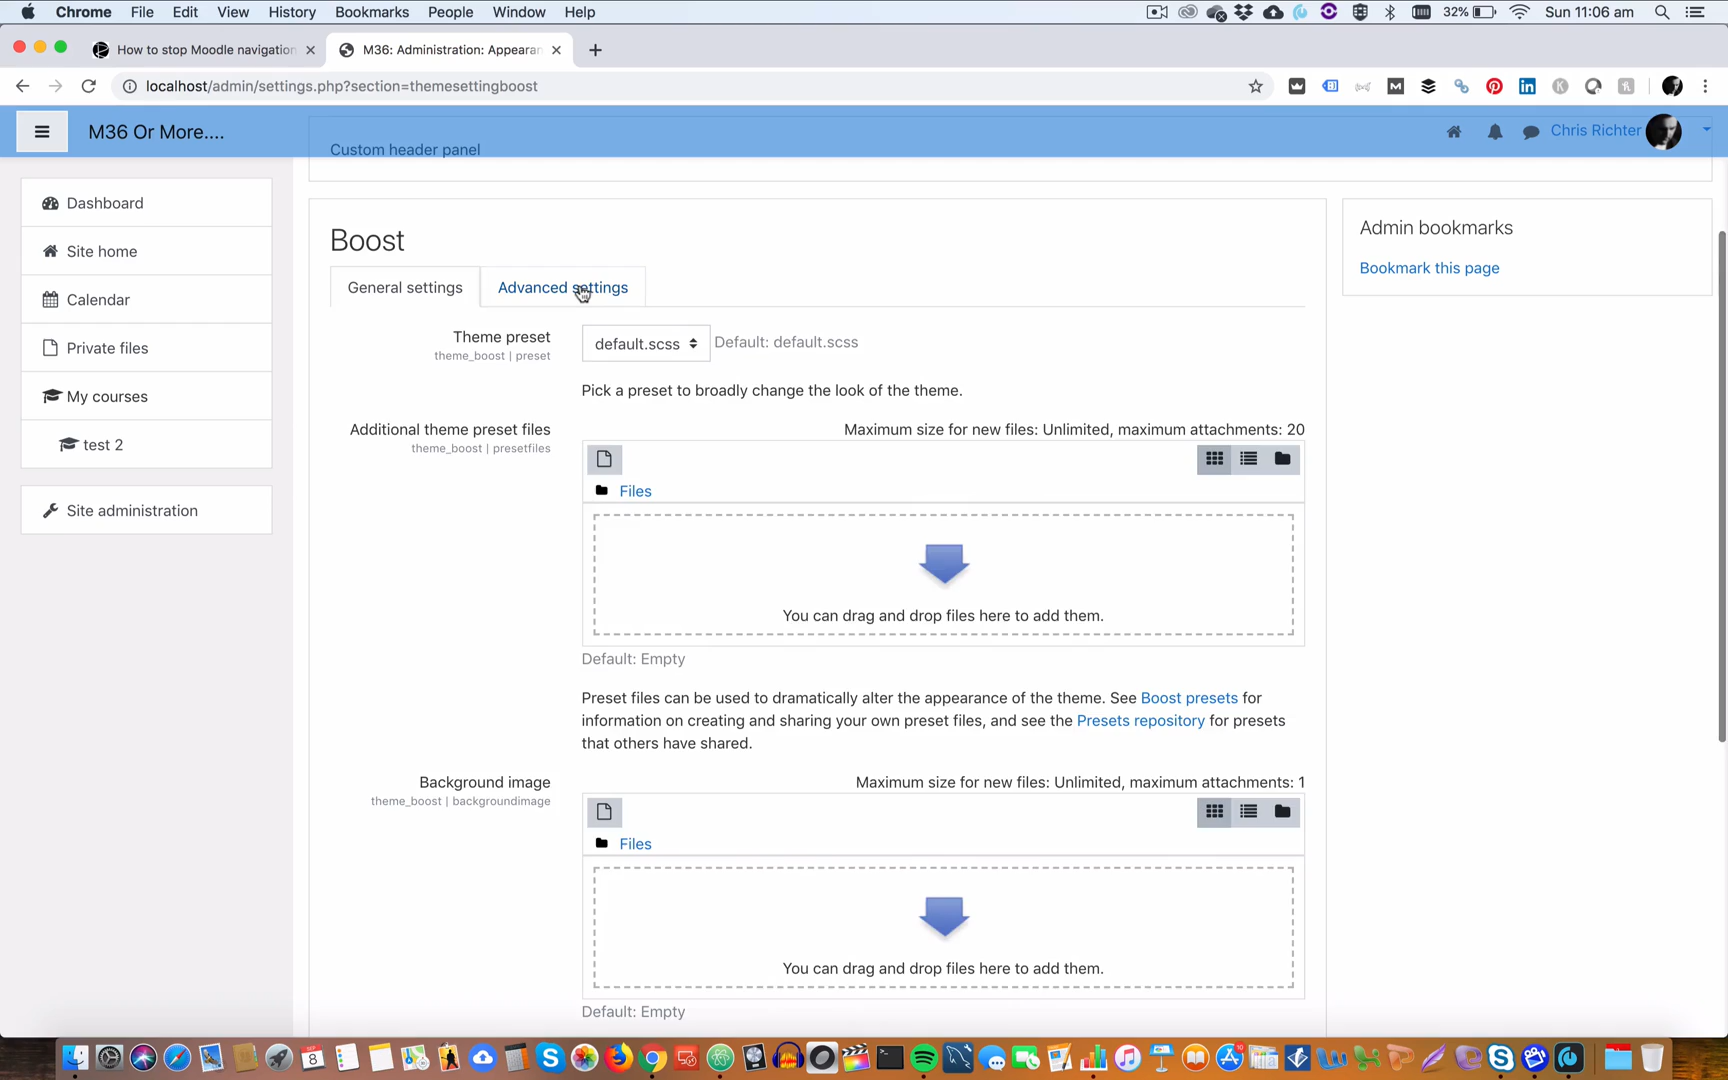 Chrome File Edit View History Bookmarks People Window Help 32% Sun 11:06 am
How to stop Moodle navigation
M36: Administration: Appearan
localhost/admin/settings.php?section=themesettingboost
M36 Or More....
Chris Richter
Custom header panel
Dashboard
Site home
Calendar
Private files
My courses
test 2
Site administration
Boost
General settings
Advanced settings
Theme preset
theme_boost | preset
default.scss
Default: default.scss
Pick a preset to broadly change the look of the theme.
Additional theme preset files
theme_boost | presetfiles
Maximum size for new files: Unlimited, maximum attachments: 20
Files
You can drag and drop files here to add them.
Default: Empty
Preset files can be used to dramatically alter the appearance of the theme. See Boost presets for
information on creating and sharing your own preset files, and see the Presets repository for presets
that others have shared.
Background image
theme_boost | backgroundimage
Maximum size for new files: Unlimited, maximum attachments: 1
Files
You can drag and drop files here to add them.
Default: Empty
Admin bookmarks
Bookmark this page
8